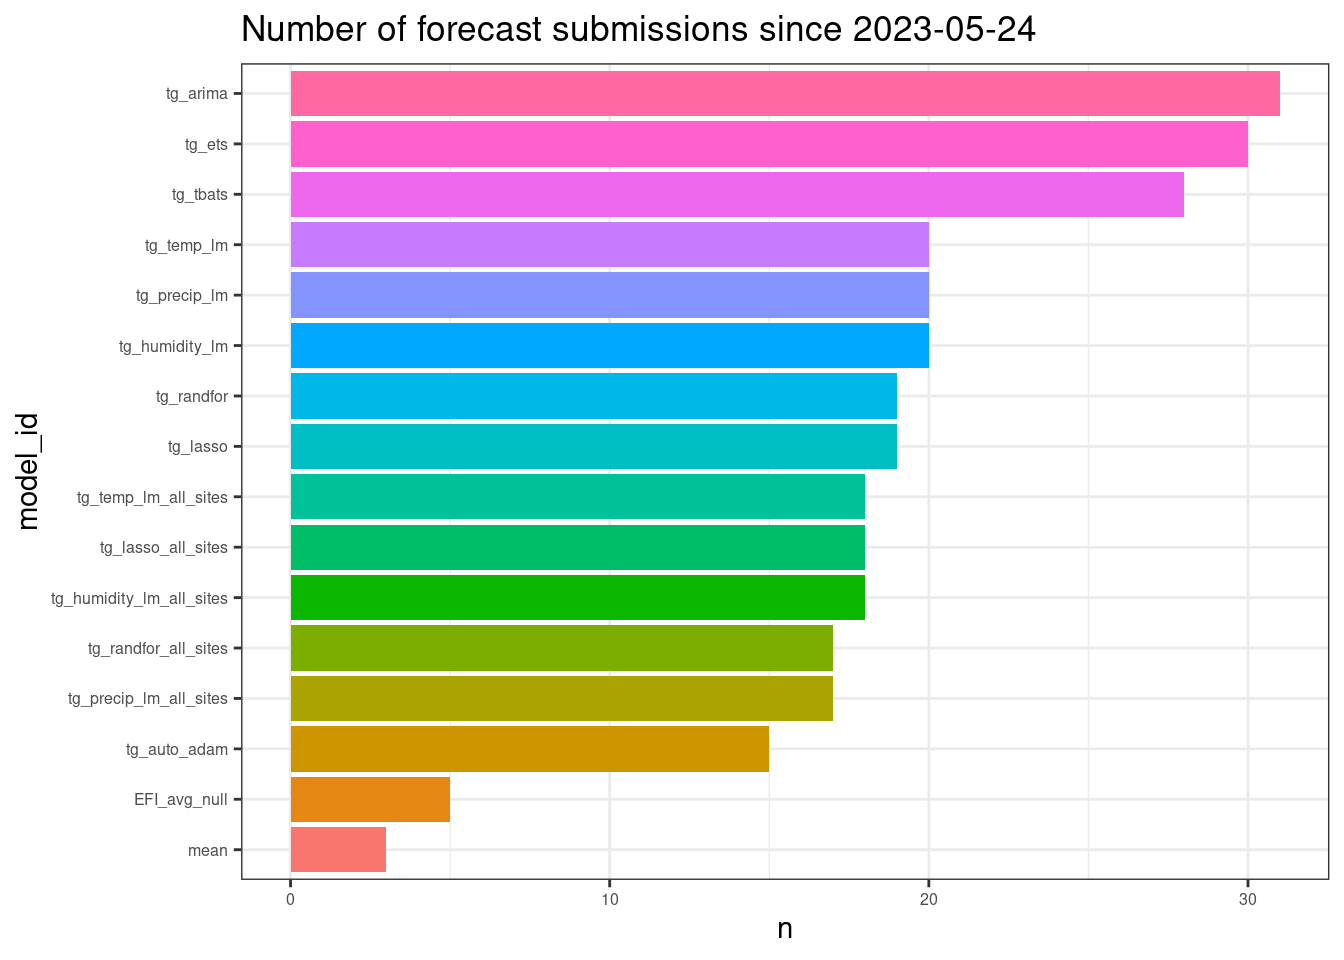 Number of forecast submissions since 2023-05-24
tg_arima
tg_ets
tg_tbats
tg_temp_lm
tg_precip_lm
tg_humidity_lm
tg_randfor
tg_lasso
tg_temp_lm_all_sites
tg_lasso_all_sites
tg_humidity_lm_all_sites
tg_randfor_all_sites
tg_precip_lm_all_sites
tg_auto_adam
EFI_avg_null
mean
model_id
0 10 20 30
n